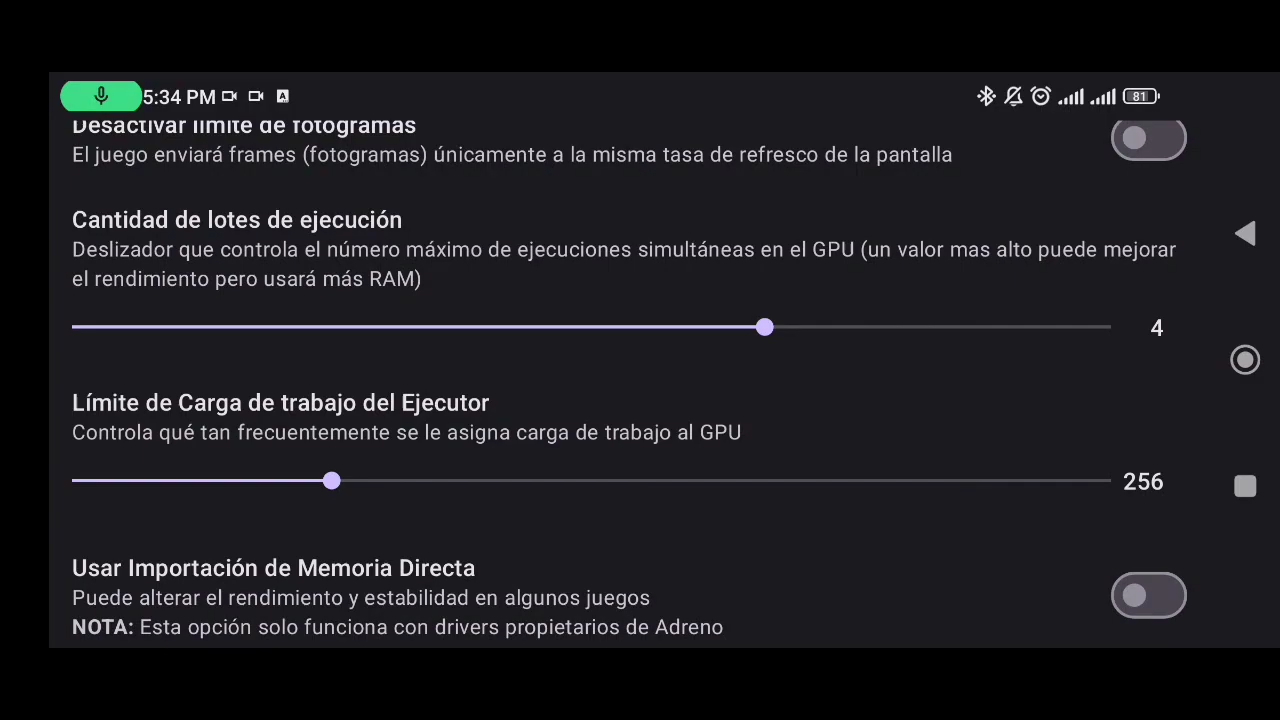 5:34 PM
81
Desactivar límite de fotogramas
El juego enviará frames (fotogramas) únicamente a la misma tasa de refresco de la pantalla
Cantidad de lotes de ejecución
Deslizador que controla el número máximo de ejecuciones simultáneas en el GPU (un valor mas alto puede mejorar
el rendimiento pero usará más RAM)
4
Límite de Carga de trabajo del Ejecutor
Controla qué tan frecuentemente se le asigna carga de trabajo al GPU
256
Usar Importación de Memoria Directa
Puede alterar el rendimiento y estabilidad en algunos juegos
NOTA: Esta opción solo funciona con drivers propietarios de Adreno